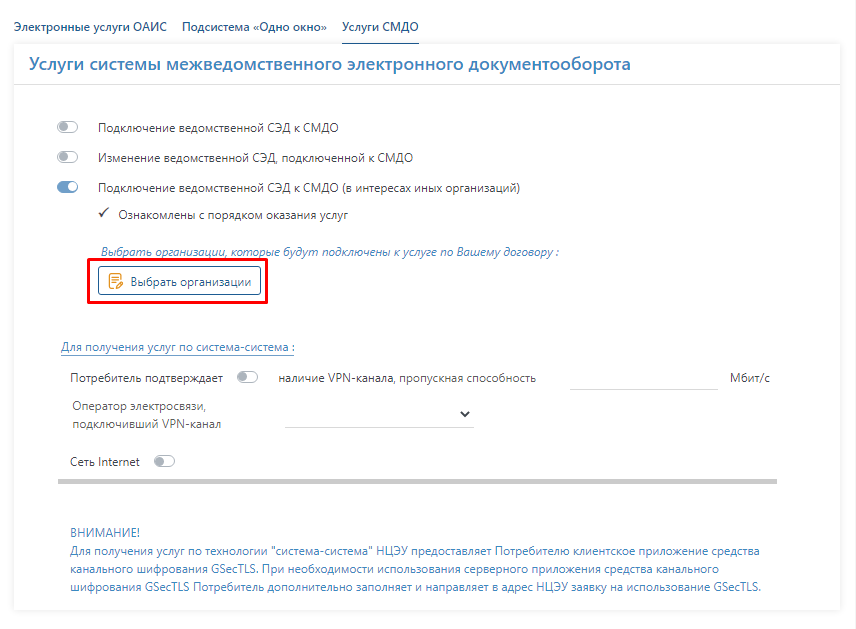 Электронные услуги ОАИС Подсистема «Одно окно» Услуги СМДО
Услуги системы межведомственного электронного документооборота
Подключение ведомственной СЭД к СМДО
Изменение ведомственной СЭД, подключенной к СМДО
Подключение ведомственной СЭД к СМДО (в интересах иных организаций)
Ознакомлены с порядком оказания услуг
Выбрать организации, которые будут подключены к услуге по Вашему договору :
Выбрать организации
Для получения услуг по система-система :
Потребитель подтверждает наличие VPN-канала, пропускная способность Мбит/с
Оператор электросвязи,
подключивший VPN-канал
Сеть Internet
ВНИМАНИЕ!
Для получения услуг по технологии "система-система" НЦЭУ предоставляет Потребителю клиентское приложение средства
канального шифрования GSecTLS. При необходимости использования серверного приложения средства канального
шифрования GSecTLS Потребитель дополнительно заполняет и направляет в адрес НЦЭУ заявку на использование GSecTLS.